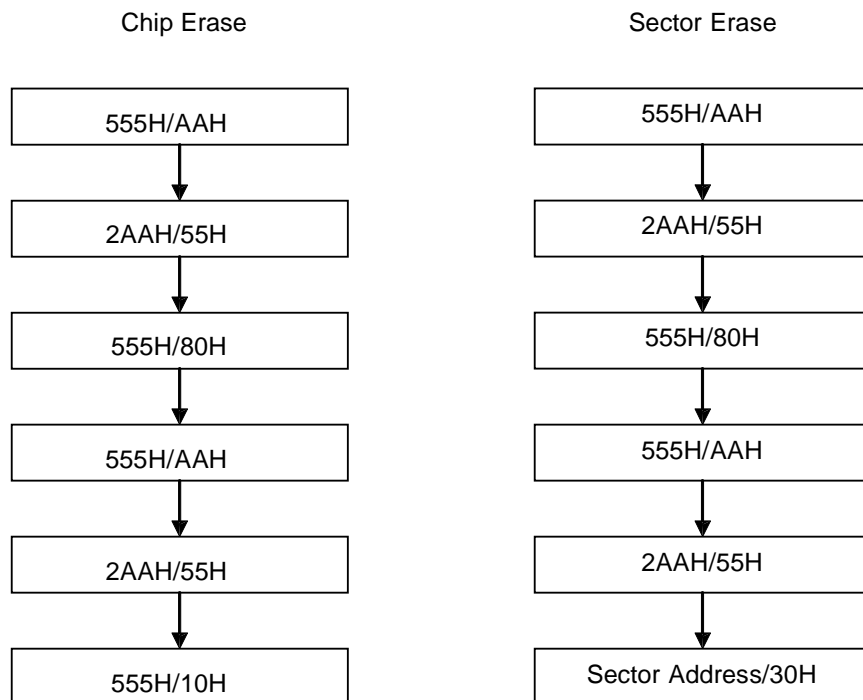 Chip Erase
555H/AAH
2AAH/55H
555H/80H
555H/AAH
2AAH/55H
555H/10H
Sector Erase
555H/AAH
2AAH/55H
555H/80H
555H/AAH
2AAH/55H
Sector Address/30H